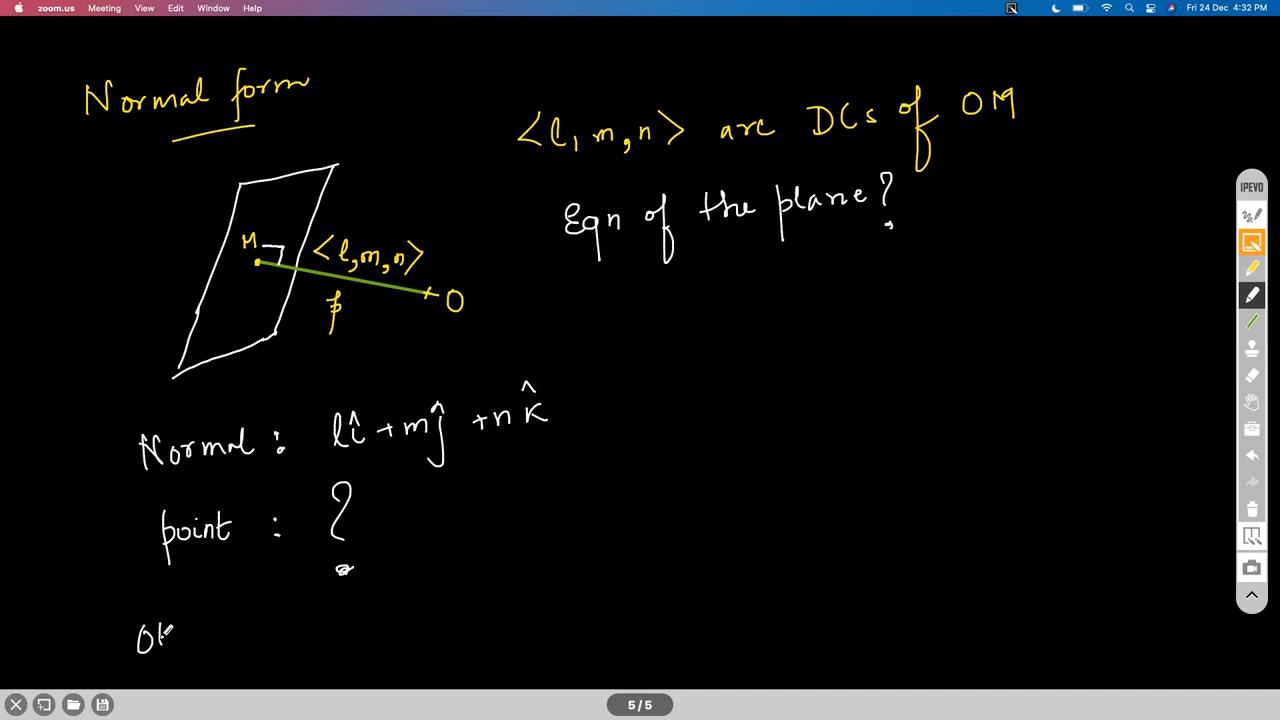 zoom.us Meeting View Edit Window Help Fri 24 Dec 4:32 PM
Normal form
<l, m, n> are DCs of OM
Eqn of the plane?
M <l,m,n>
p O
IPEVO
Normal : lî + mĵ + n k̂
point : ?
OM
5/5